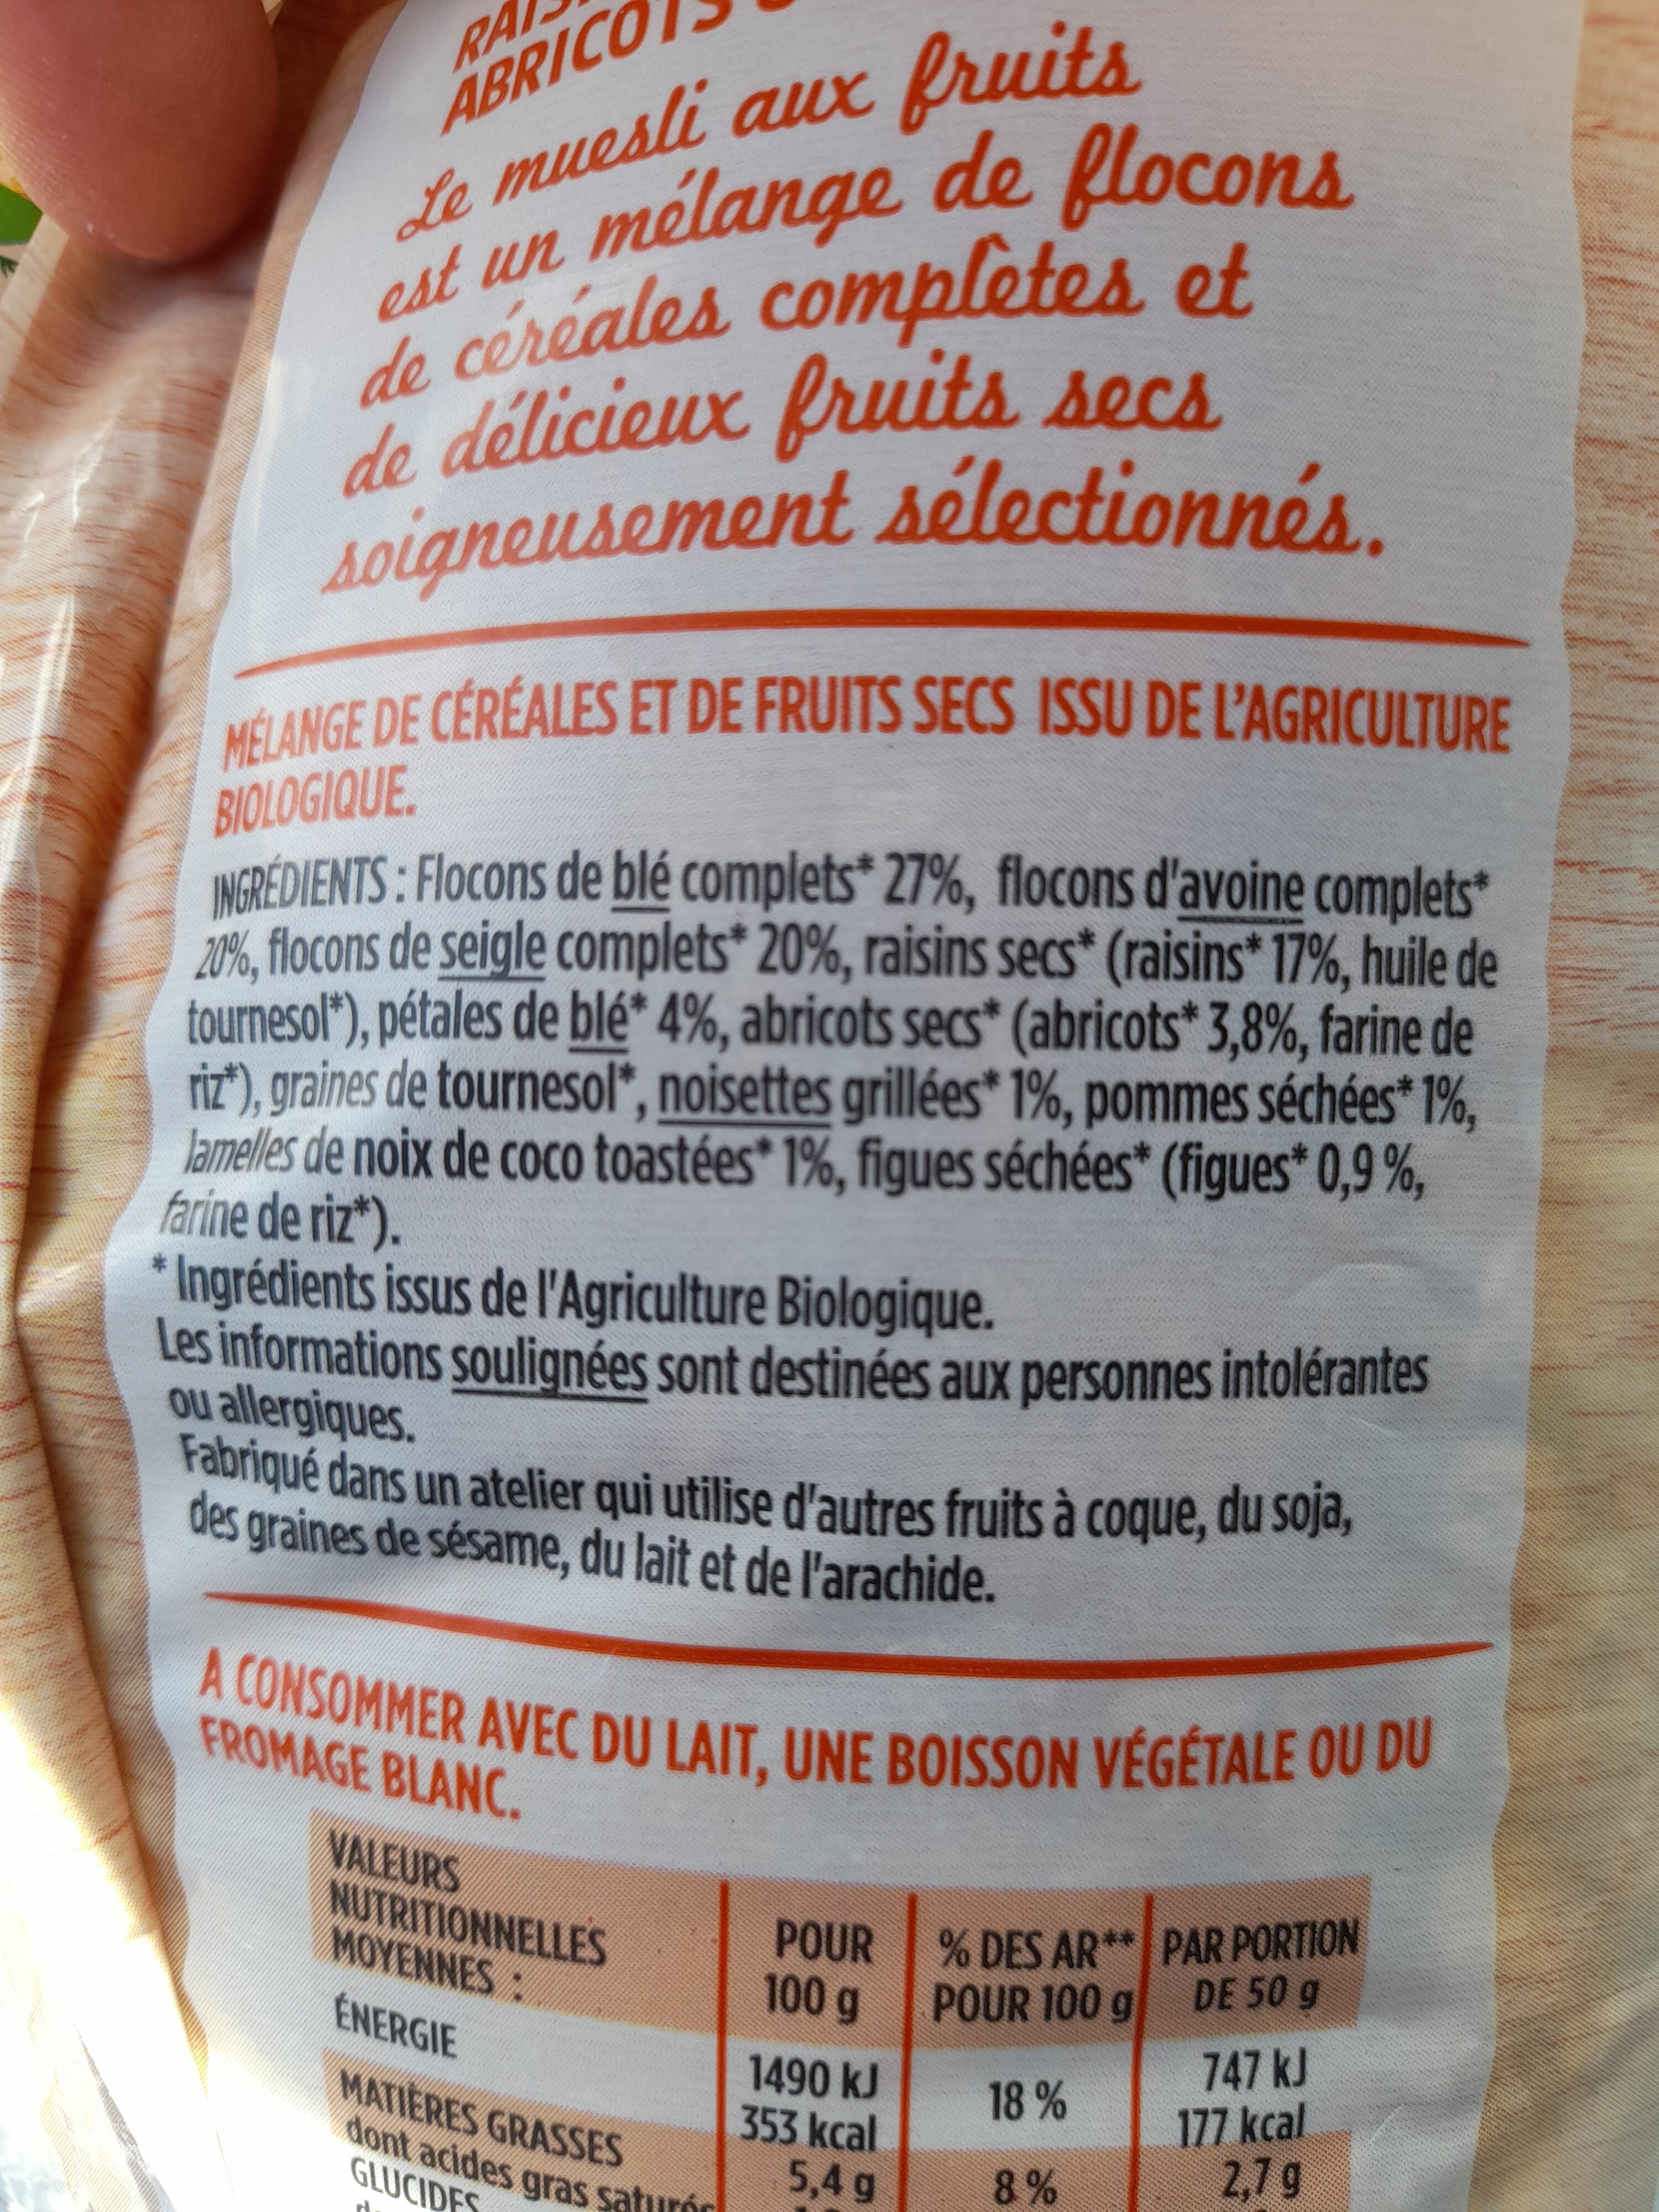 ABRICOTS
Le muesli aux fruits
est un mélange de flocons
de céréales complètes et
de délicieux fruits secs
soigneusement sélectionnés.
MÉLANGE DE CÉRÉALES ET DE FRUITS SECS ISSU DE L'AGRICULTURE
BIOLOGIQUE.
INGRÉDIENTS : Flocons de blé complets* 27%, flocons d'avoine complets*
20%, flocons de seigle complets* 20%, raisins secs* (raisins* 17%, huile de
tournesol*), pétales de blé* 4%, abricots secs* (abricots* 3,8%, farine de
riz*), graines de tournesol*, noisettes grillées* 1%, pommes séchées* 1%,
lamelles de noix de coco toastées* 1%, figues séchées* (figues* 0,9 %,
farine de riz*).
* Ingrédients issus de l'Agriculture Biologique.
Les informations soulignées sont destinées aux personnes intolérantes
ou allergiques.
Fabriqué dans un atelier qui utilise d'autres fruits à coque, du soja,
des graines de sésame, du lait et de l'arachide.
A CONSOMMER AVEC DU LAIT, UNE BOISSON VÉGÉTALE OU DU
FROMAGE BLANC.
VALEURS
NUTRITIONNELLES
MOYENNES :
POUR
100 g
% DES AR**
POUR 100 g
PAR PORTION
DE 50 g
ÉNERGIE
1490 kJ
353 kcal
18 %
747 kJ
177 kcal
MATIÈRES GRASSES
5,4 g
8 %
2,7 g
dont acides gras saturés
GLUCIDES